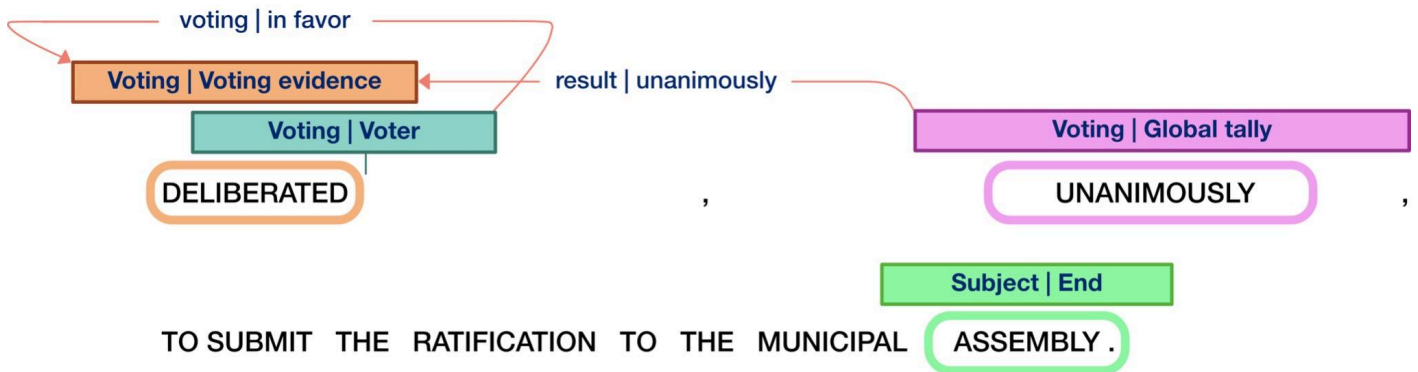 voting | in favor
Voting | Voting evidence
result | unanimously
Voting | Voter
Voting | Global tally
DELIBERATED , UNANIMOUSLY ,
Subject | End
TO SUBMIT THE RATIFICATION TO THE MUNICIPAL ASSEMBLY .